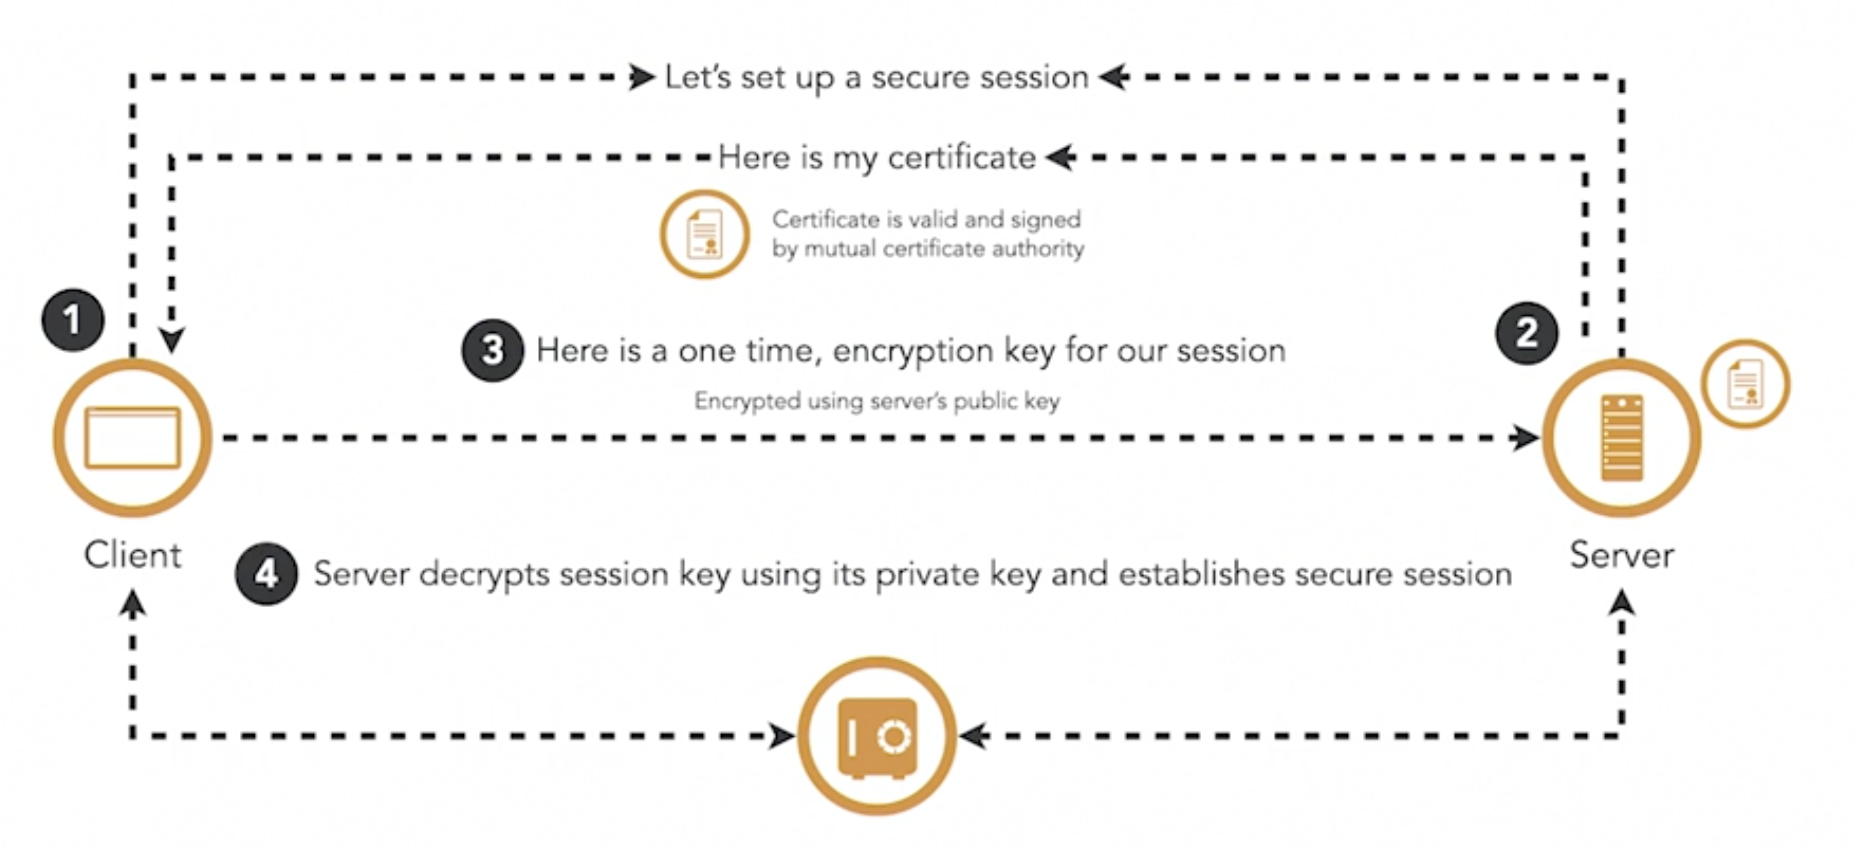 Let's set up a secure session
Here is my certificate
Certificate is valid and signed
by mutual certificate authority
1
2
3 Here is a one time, encryption key for our session
Encrypted using server's public key
Client
Server
4 Server decrypts session key using its private key and establishes secure session